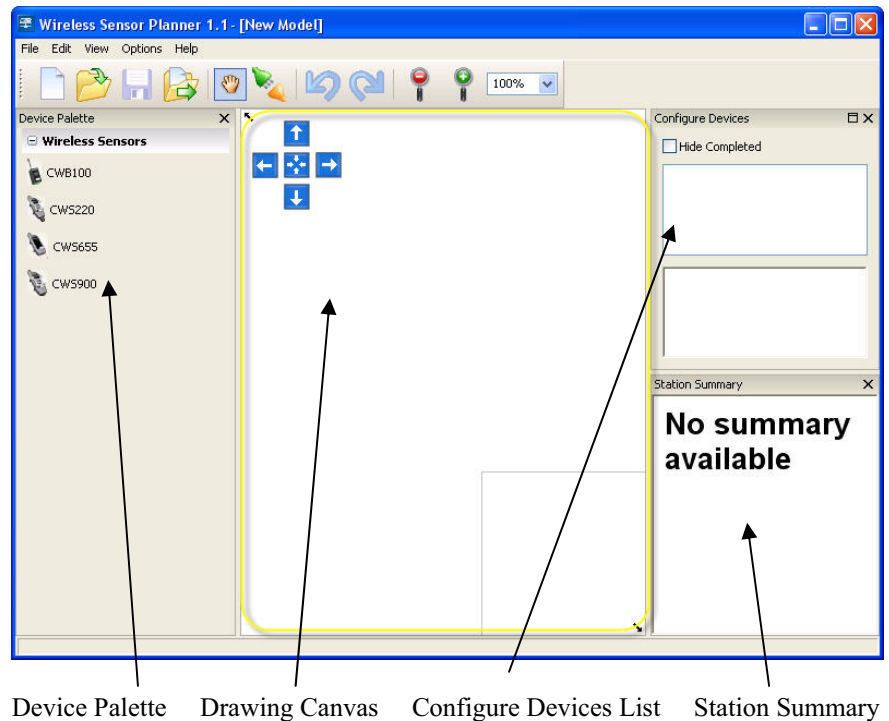 Wireless Sensor Planner 1.1- [New Model]
File Edit View Options Help
100%
Device Palette
Wireless Sensors
CWB100
CWS220
CWS655
CWS900
Configure Devices
Hide Completed
Station Summary
No summary
available
Device Palette Drawing Canvas Configure Devices List Station Summary